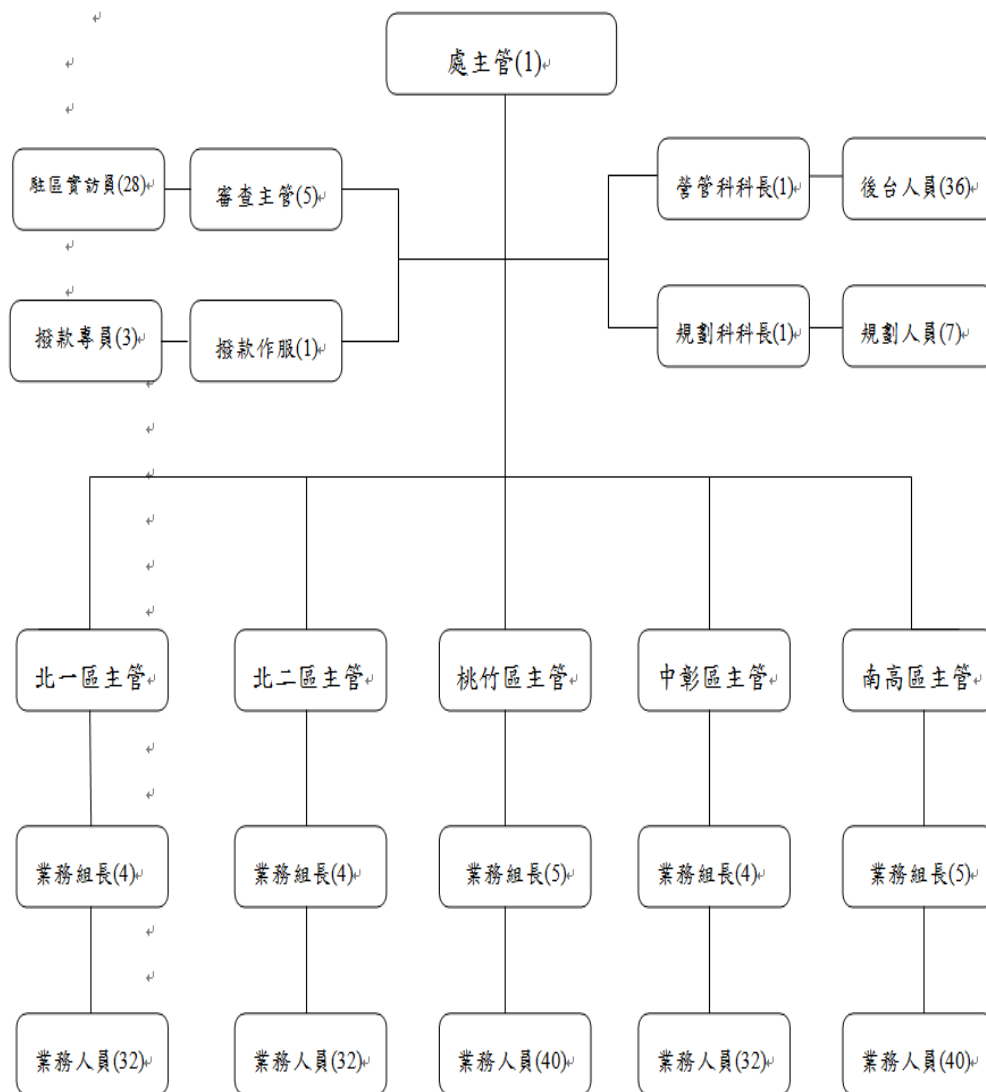 處主管(1)
駐區實訪員(28)
審查主管(5)
營管科科長(1)
後台人員(36)
撥款專員(3)
撥款作服(1)
規劃科科長(1)
規劃人員(7)
北一區主管
北二區主管
桃竹區主管
中彰區主管
南高區主管
業務組長(4)
業務組長(4)
業務組長(5)
業務組長(4)
業務組長(5)
業務人員(32)
業務人員(32)
業務人員(40)
業務人員(32)
業務人員(40)